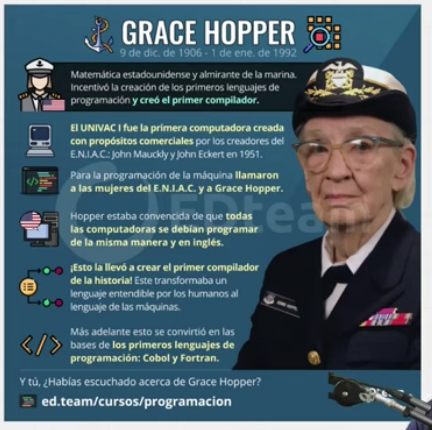 GRACE HOPPER
9 de dic. de 1906 - 1 de ene. de 1992
Matemática estadounidense y almirante de la marina.
Incentivó la creación de los primeros lenguajes de
programación y creó el primer compilador.
El UNIVAC I fue la primera computadora creada
con propósitos comerciales por los creadores del
E.N.I.A.C.: John Mauckly y John Eckert en 1951.
Para la programación de la máquina llamaron
a las mujeres del E.N.I.A.C. y a Grace Hopper.
Hopper estaba convencida de que todas
las computadoras se debían programar
de la misma manera y en inglés.
¡Esto la llevó a crear el primer compilador
de la historia! Este transformaba un
lenguaje entendible por los humanos al
lenguaje de las máquinas.
Más adelante esto se convirtió en las
bases de los primeros lenguajes de
programación: Cobol y Fortran.
Y tú, ¿Habías escuchado acerca de Grace Hopper?
ed.team/cursos/programacion
EDteam